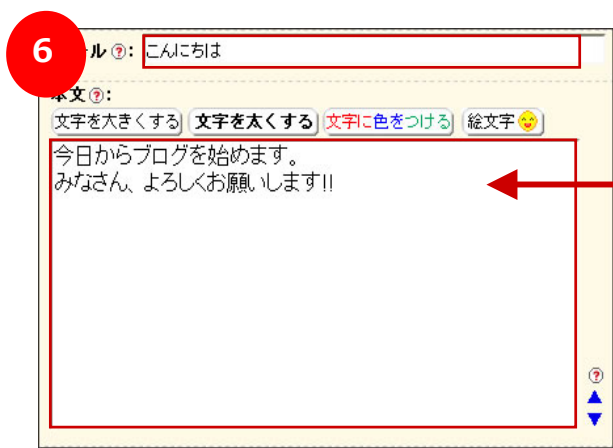 6
ール ?: こんにちは
本文 ?:
文字を大きくする 文字を太くする 文字に色をつける 絵文字
今日からブログを始めます。
みなさん、よろしくお願いします!!
?